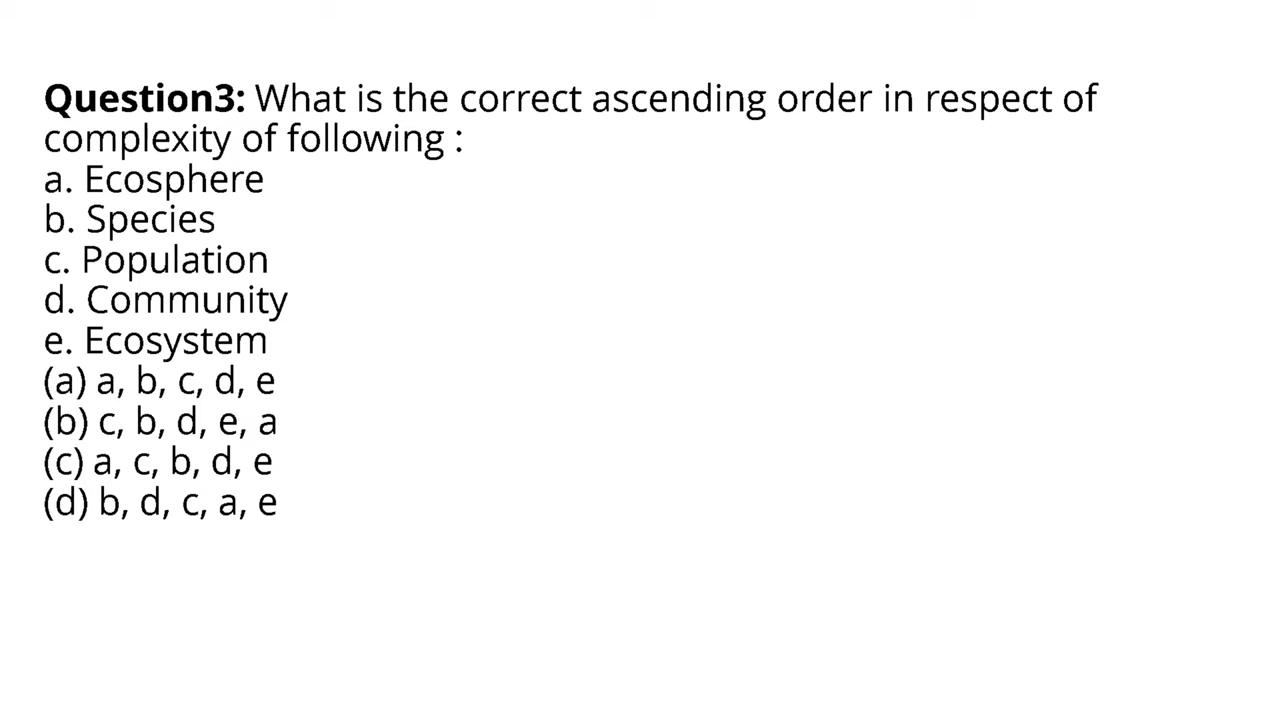 Question3: What is the correct ascending order in respect of
complexity of following :
a. Ecosphere
b. Species
c. Population
d. Community
e. Ecosystem
(a) a, b, c, d, e
(b) c, b, d, e, a
(c) a, c, b, d, e
(d) b, d, c, a, e